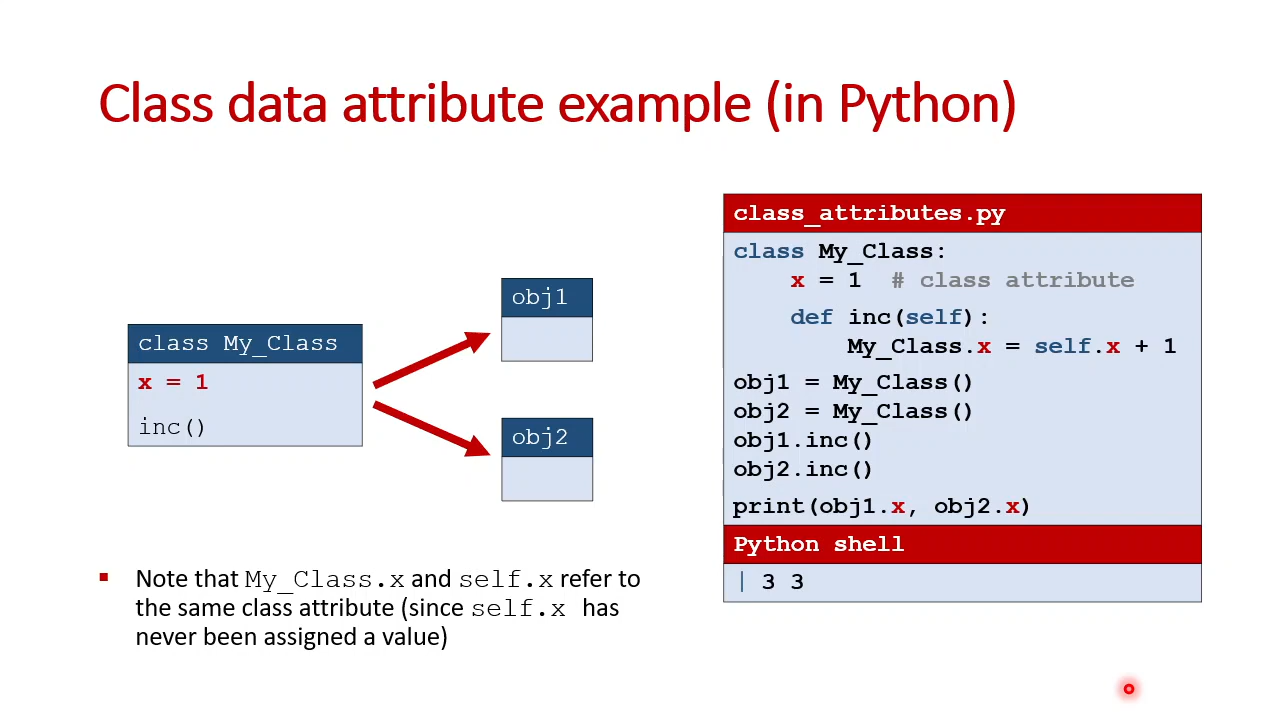 Class data attribute example (in Python)
class My_Class
x = 1
inc()
obj1
obj2
Note that My_Class.x and self.x refer to
the same class attribute (since self.x has
never been assigned a value)
class_attributes.py
class My_Class:
    x = 1  # class attribute
    def inc(self):
        My_Class.x = self.x + 1
obj1 = My_Class()
obj2 = My_Class()
obj1.inc()
obj2.inc()
print(obj1.x, obj2.x)
Python shell
| 3 3